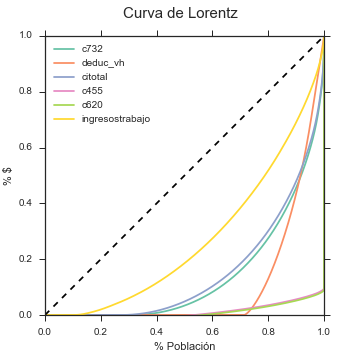 Curva de Lorentz
1.0
0.8
0.6
0.4
0.2
0.0
% $
c732
deduc_vh
citotal
c455
c620
ingresostrabajo
0.0 0.2 0.4 0.6 0.8 1.0
% Población